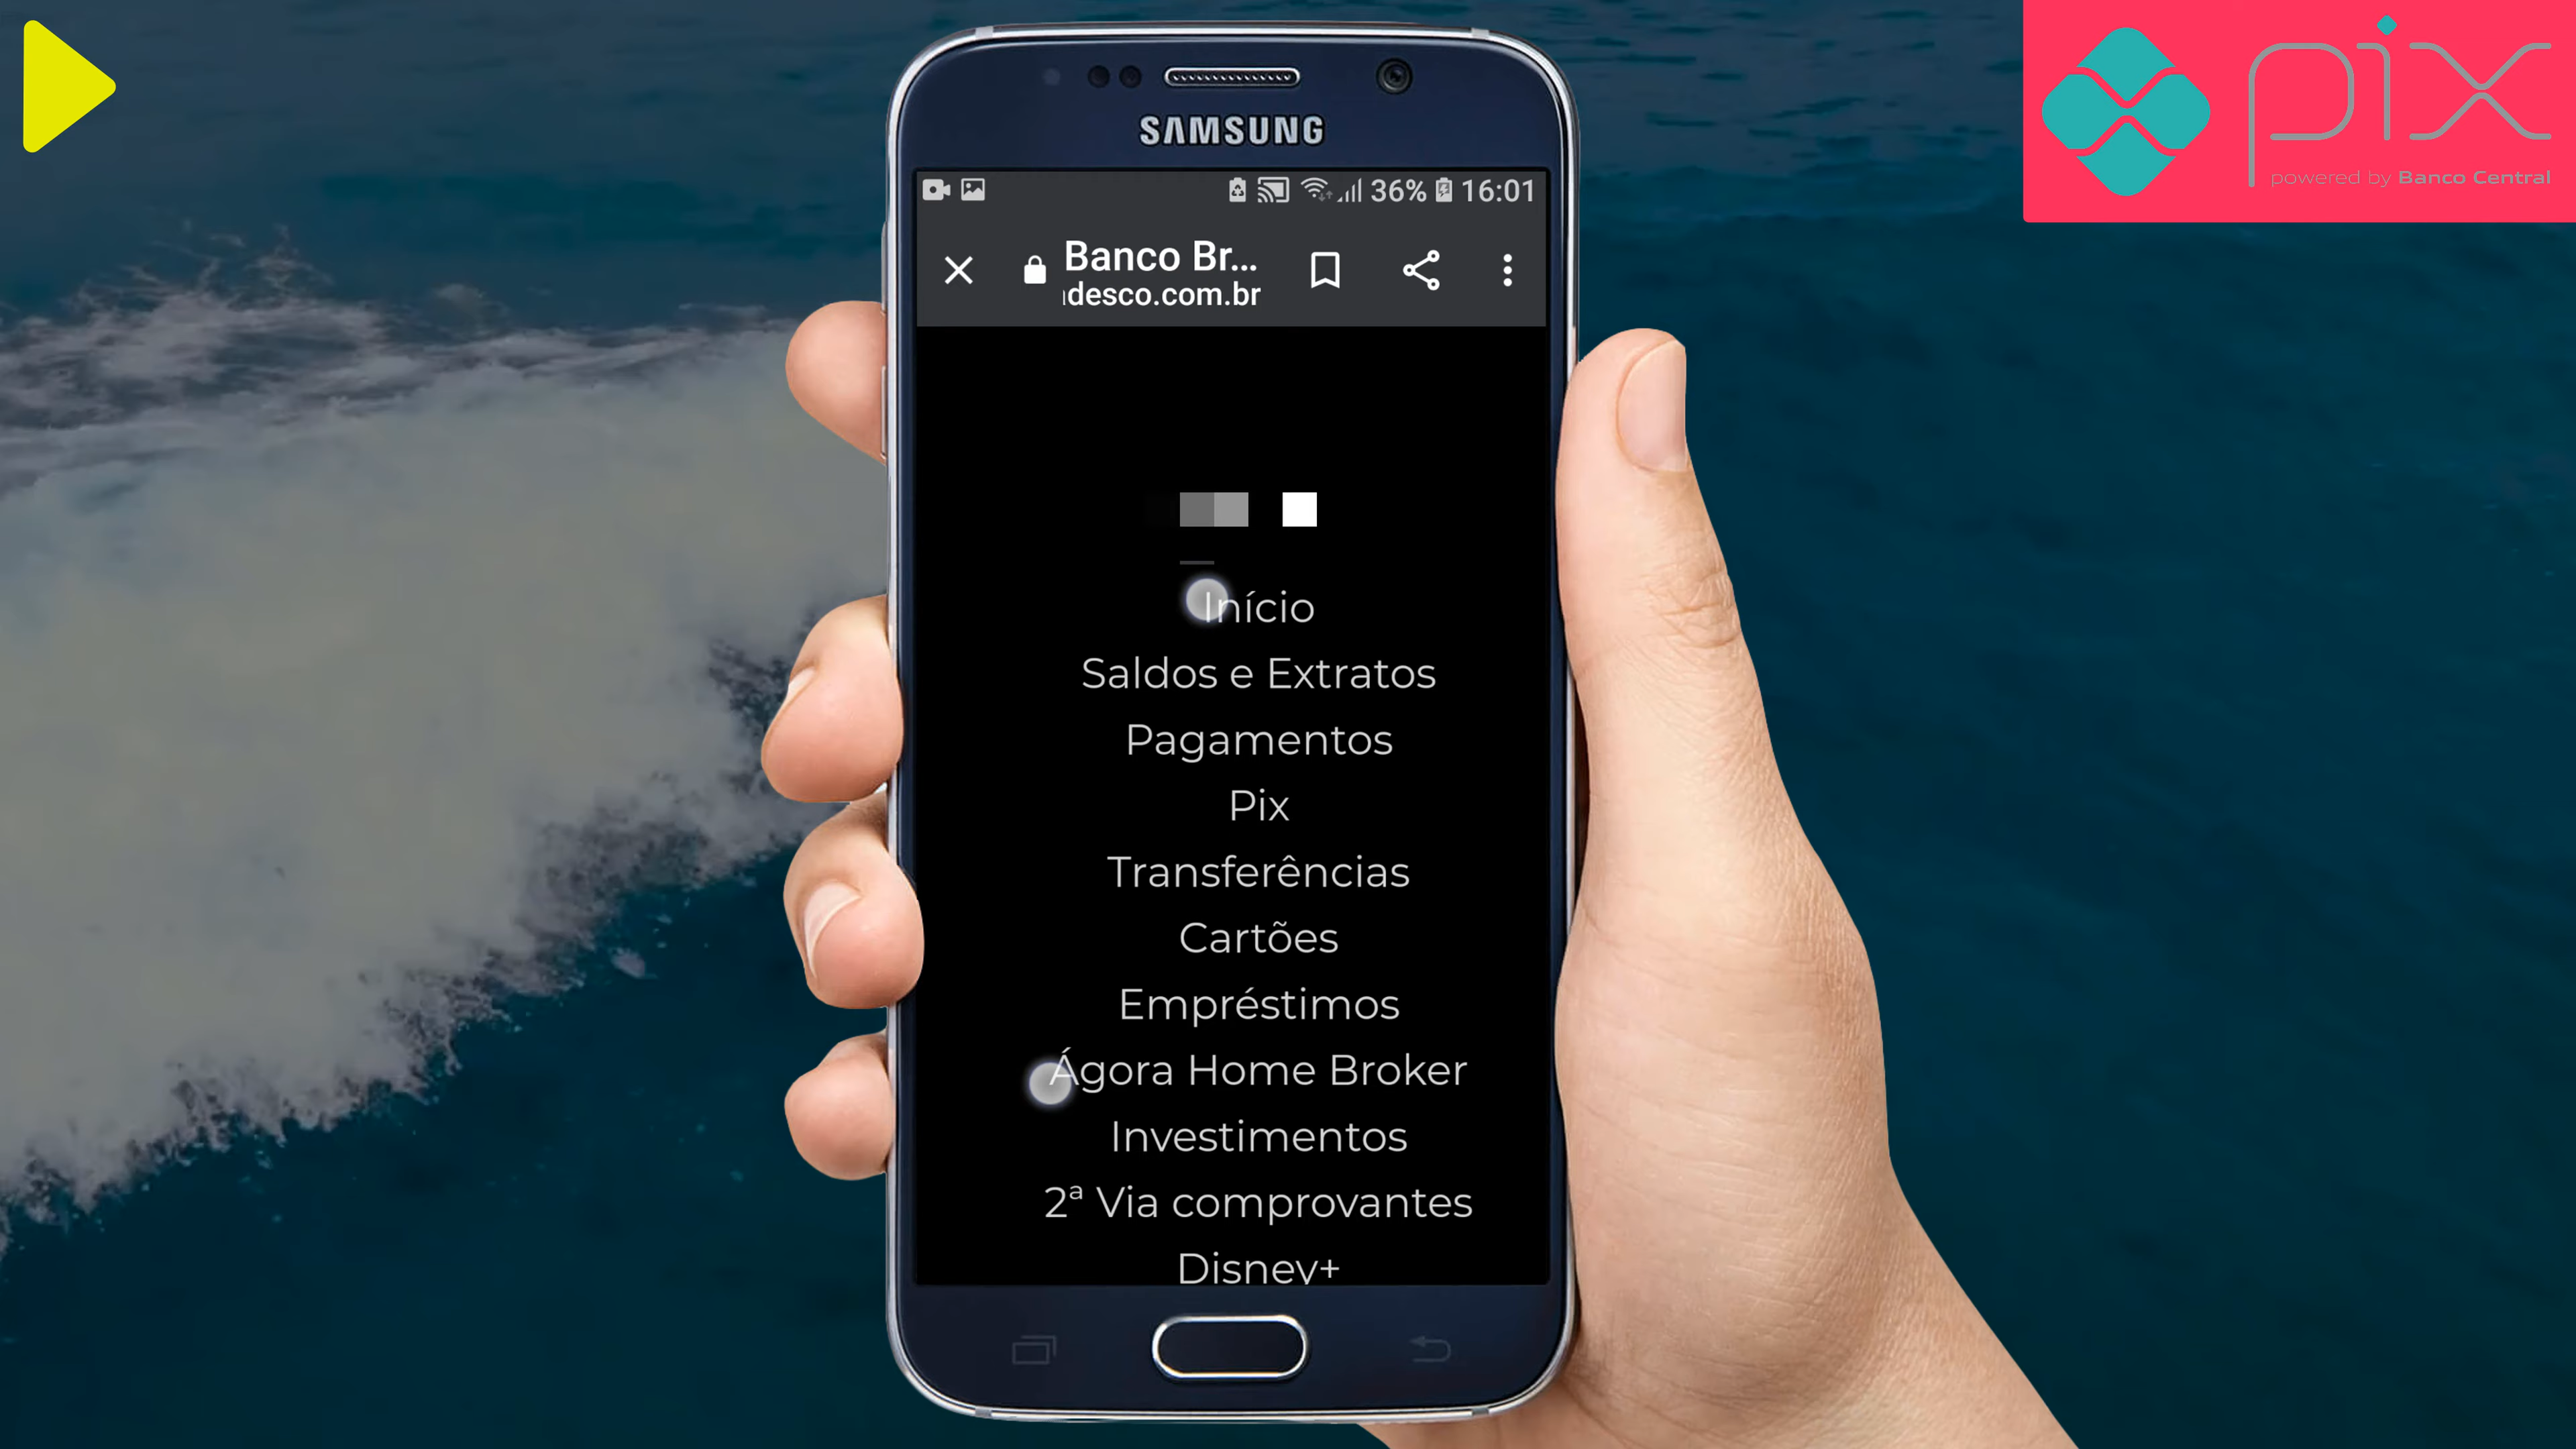 pix
powered by Banco Central
SAMSUNG
36% 16:01
Banco Br...
desco.com.br
Início
Saldos e Extratos
Pagamentos
Pix
Transferências
Cartões
Empréstimos
Ágora Home Broker
Investimentos
2ª Via comprovantes
Disney+